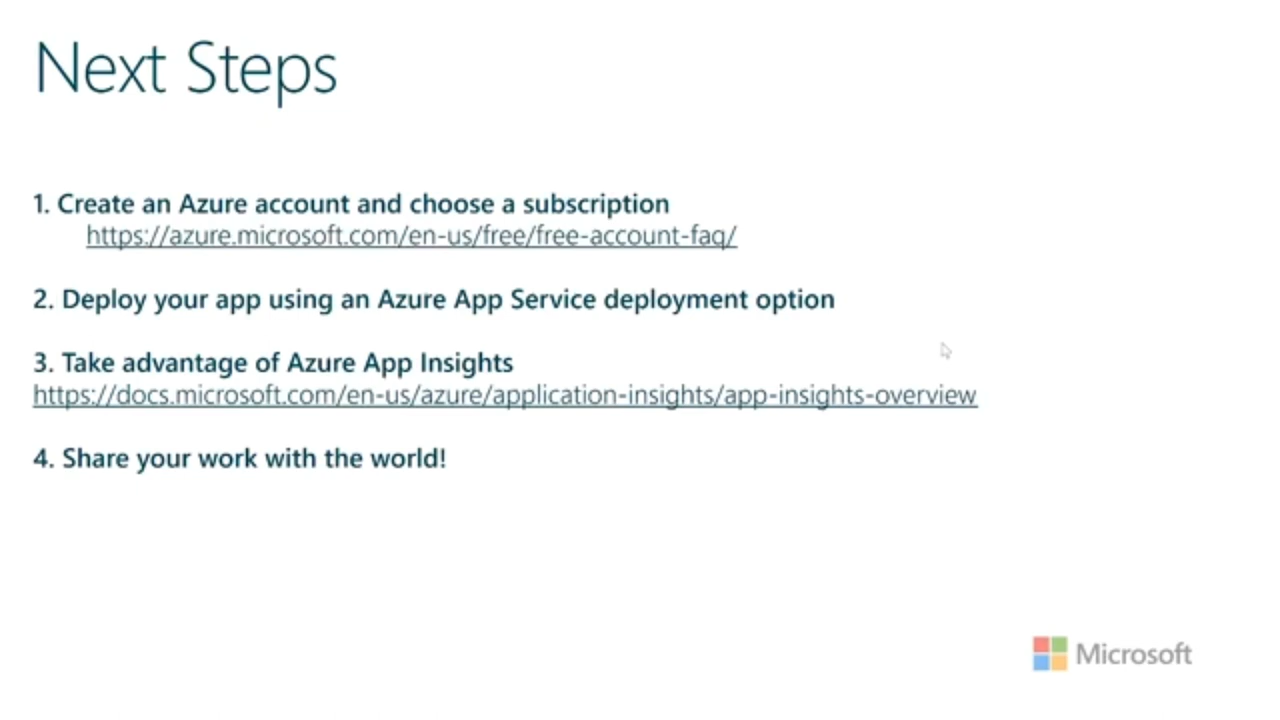 Next Steps
1. Create an Azure account and choose a subscription
https://azure.microsoft.com/en-us/free/free-account-faq/
2. Deploy your app using an Azure App Service deployment option
3. Take advantage of Azure App Insights
https://docs.microsoft.com/en-us/azure/application-insights/app-insights-overview
4. Share your work with the world!
Microsoft